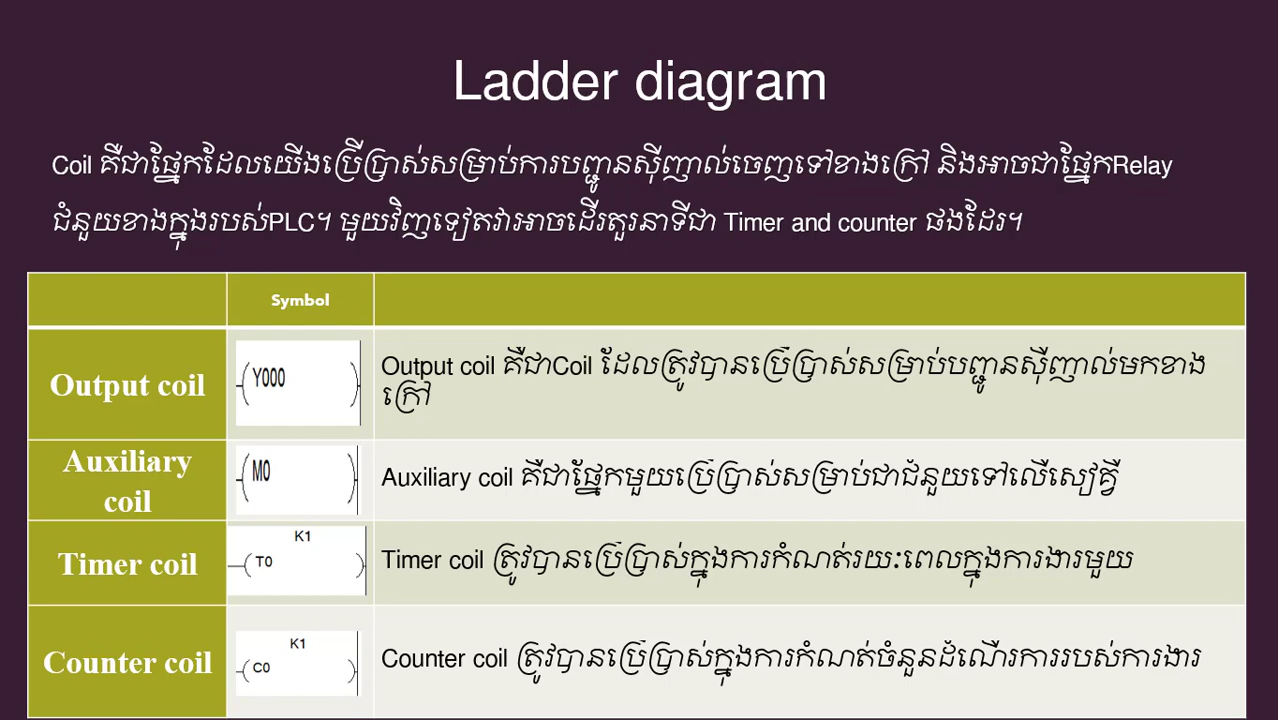 Ladder diagram
Coil គឺជាផ្នែកដែលយើងប្រើប្រាស់សម្រាប់ការបញ្ជូនស៊ីញាល់ចេញទៅខាងក្រៅ និងអាចជាផ្នែកRelay
ជំនួយខាងក្នុងរបស់PLC។ មួយវិញទៀតវាអាចដើរតួរនាទីជា Timer and counter ផងដែរ។
Symbol
Output coil
Y000
Output coil គឺជាCoil ដែលត្រូវបានប្រើប្រាស់សម្រាប់បញ្ជូនស៊ីញាល់មកខាង
ក្រៅ
Auxiliary
coil
M0
Auxiliary coil គឺជាផ្នែកមួយប្រើប្រាស់សម្រាប់ជាជំនួយទៅលើសៀគ្វី
Timer coil
K1
T0
Timer coil ត្រូវបានប្រើប្រាស់ក្នុងការកំណត់រយៈពេលក្នុងការងារមួយ
Counter coil
K1
C0
Counter coil ត្រូវបានប្រើប្រាស់ក្នុងការកំណត់ចំនួនដំណើរការរបស់ការងារ